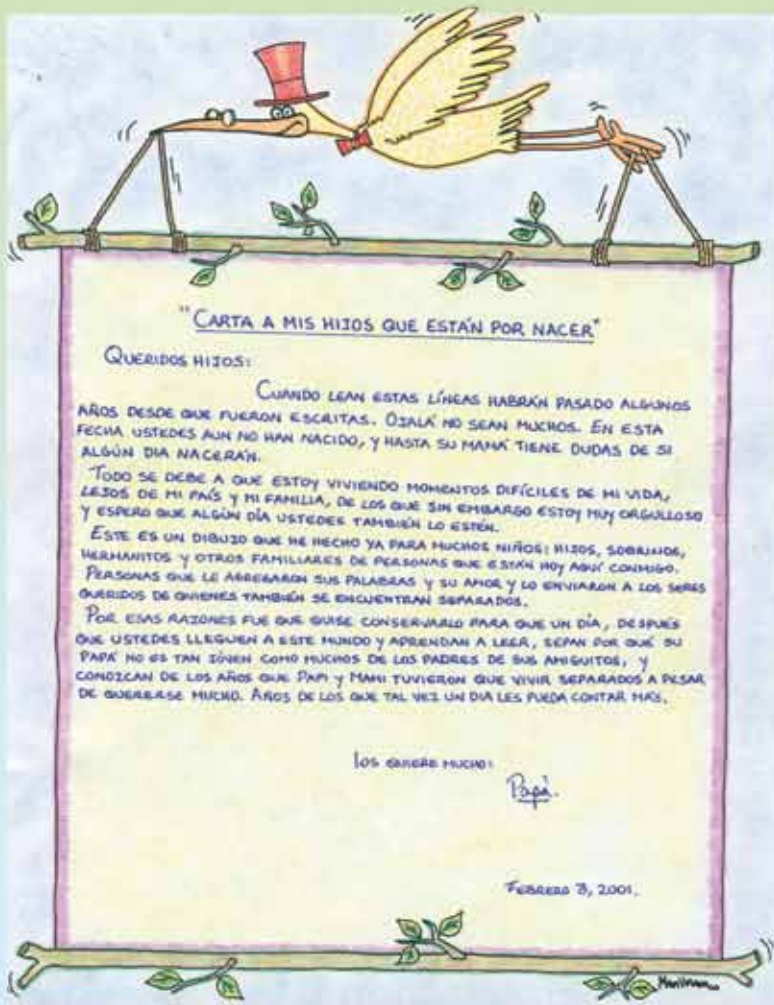 "CARTA A MIS HIJOS QUE ESTÁN POR NACER"
QUERIDOS HIJOS:
CUANDO LEAN ESTAS LÍNEAS HABRÁN PASADO ALGUNOS
AÑOS DESDE QUE FUERON ESCRITAS. OJALÁ NO SEAN MUCHOS. EN ESTA
FECHA USTEDES AUN NO HAN NACIDO, Y HASTA SU MAMÁ TIENE DUDAS DE SI
ALGÚN DIA NACERÁN.
TODO SE DEBE A QUE ESTOY VIVIENDO MOMENTOS DIFÍCILES DE MI VIDA,
LEJOS DE MI PAÍS Y MI FAMILIA, DE LOS QUE SIN EMBARGO ESTOY MUY ORGULLOSO
Y ESPERO QUE ALGÚN DÍA USTEDES TAMBIÉN LO ESTÉN.
ESTE ES UN DIBUJO QUE HE HECHO YA PARA MUCHOS NIÑOS: HIJOS, SOBRINOS,
HERMANITOS Y OTROS FAMILIARES DE PERSONAS QUE ESTÁN HOY AQUÍ CONMIGO.
PERSONAS QUE LE AGREGARON SUS PALABRAS Y SU AMOR Y LO ENVIARON A LOS SERES
QUERIDOS DE QUIENES TAMBIÉN SE ENCUENTRAN SEPARADOS.
POR ESAS RAZONES FUE QUE QUISE CONSERVARLO PARA QUE UN DÍA, DESPUÉS
QUE USTEDES LLEGUEN A ESTE MUNDO Y APRENDAN A LEER, SEPAN POR QUÉ SU
PAPÁ NO ES TAN JÓVEN COMO MUCHOS DE LOS PADRES DE SUS AMIGUITOS, Y
CONOZCAN DE LOS AÑOS QUE PAPI Y MAMI TUVIERON QUE VIVIR SEPARADOS A PESAR
DE QUERERSE MUCHO. AÑOS DE LOS QUE TAL VEZ UN DIA LES PUEDA CONTAR MÁS.
LOS QUIERE MUCHO:
Papá.
FEBRERO 3, 2001.